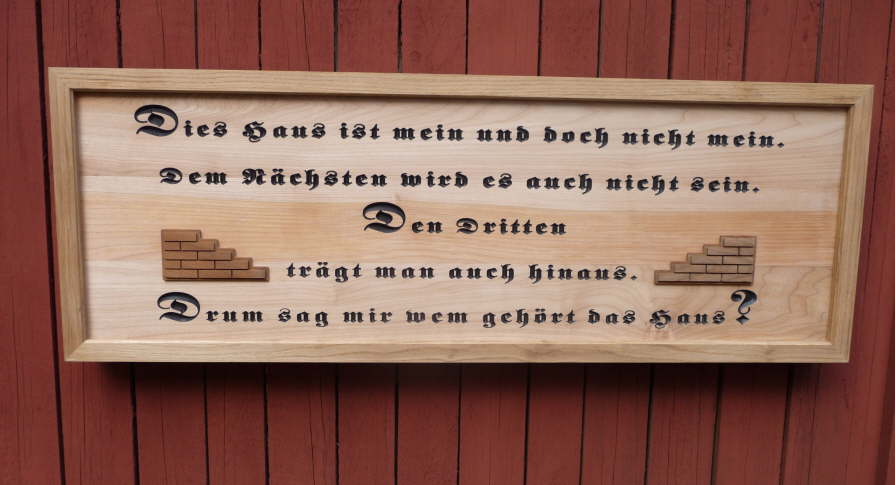 Dies Haus ist mein und doch nicht mein.
Dem Nächsten wird es auch nicht sein.
Den Dritten
trägt man auch hinaus.
Drum sag mir wem gehört das Haus?